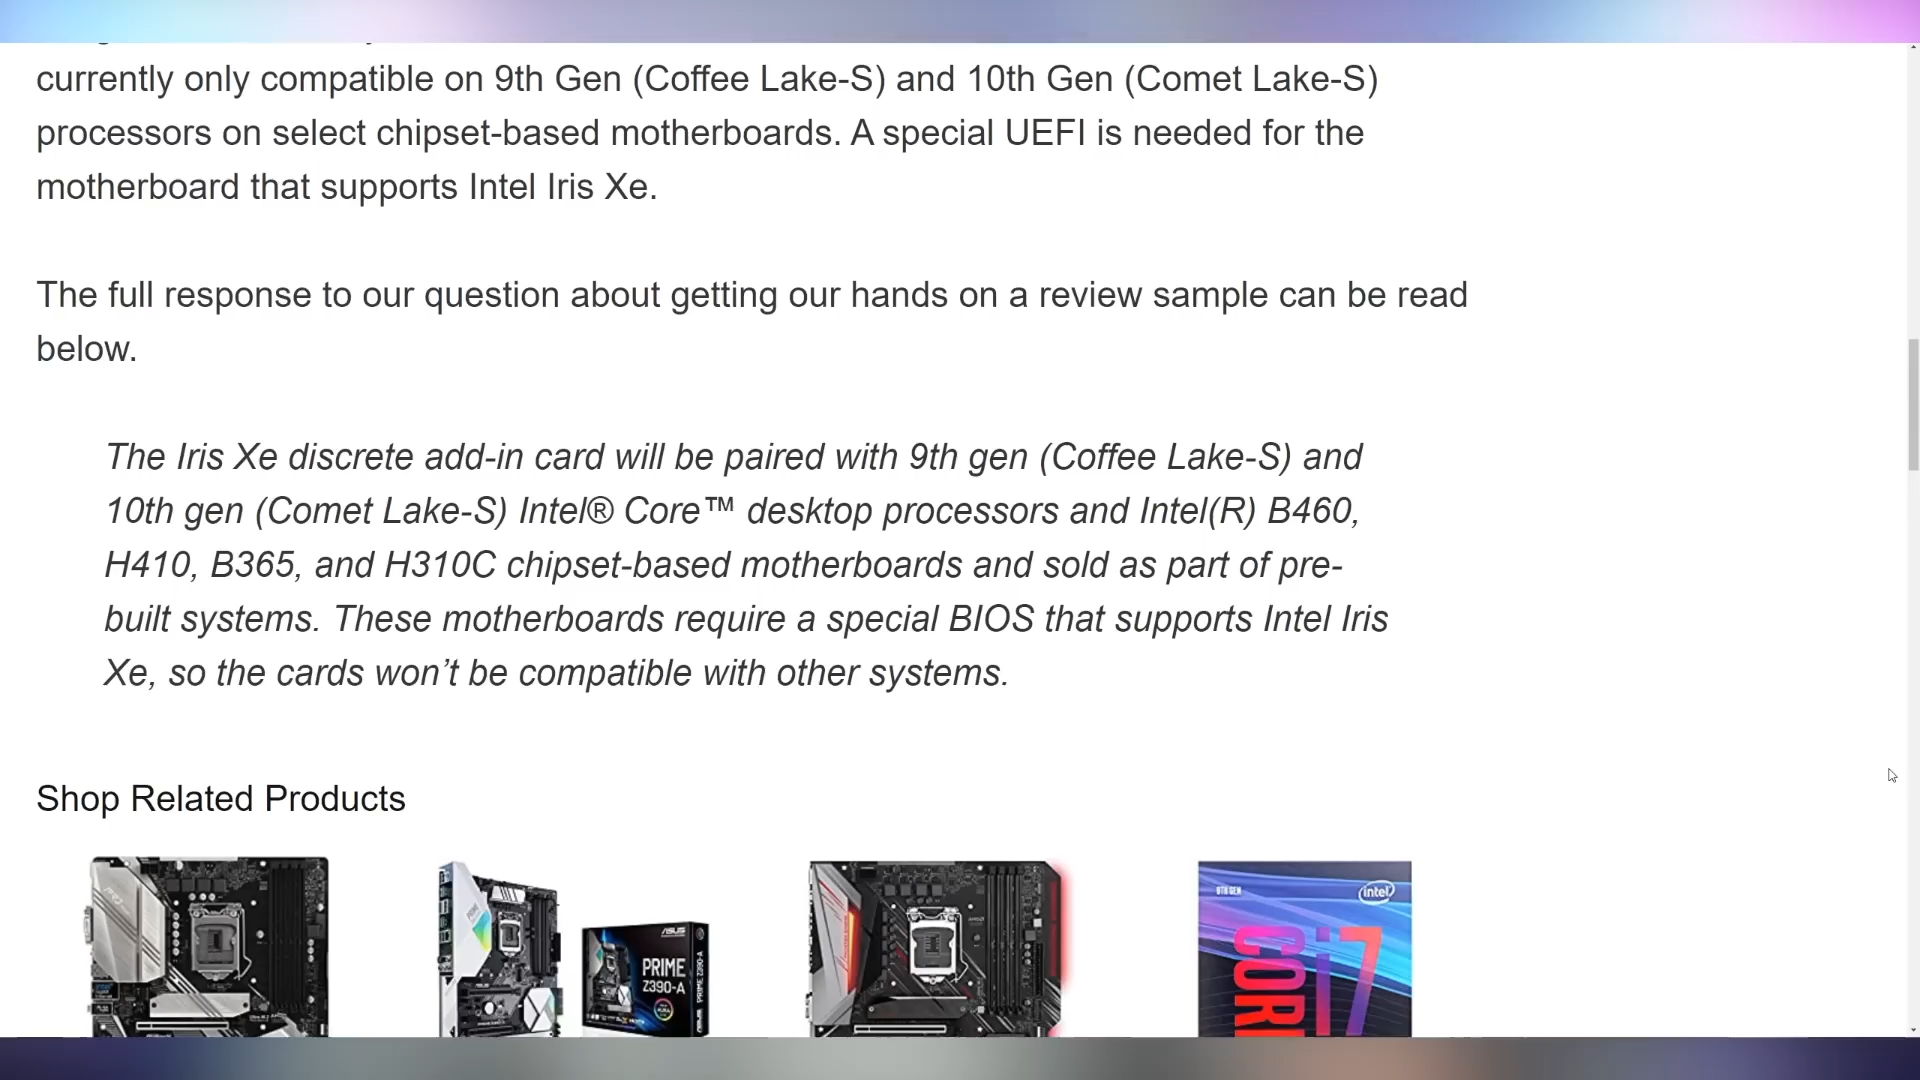 currently only compatible on 9th Gen (Coffee Lake-S) and 10th Gen (Comet Lake-S)
processors on select chipset-based motherboards. A special UEFI is needed for the
motherboard that supports Intel Iris Xe.
The full response to our question about getting our hands on a review sample can be read
below.
The Iris Xe discrete add-in card will be paired with 9th gen (Coffee Lake-S) and
10th gen (Comet Lake-S) Intel® Core™ desktop processors and Intel(R) B460,
H410, B365, and H310C chipset-based motherboards and sold as part of pre-
built systems. These motherboards require a special BIOS that supports Intel Iris
Xe, so the cards won’t be compatible with other systems.
Shop Related Products
ASUS
PRIME
Z390-A
PRIME Z390-A
ASUS
9TH GEN
intel
CORE
i7